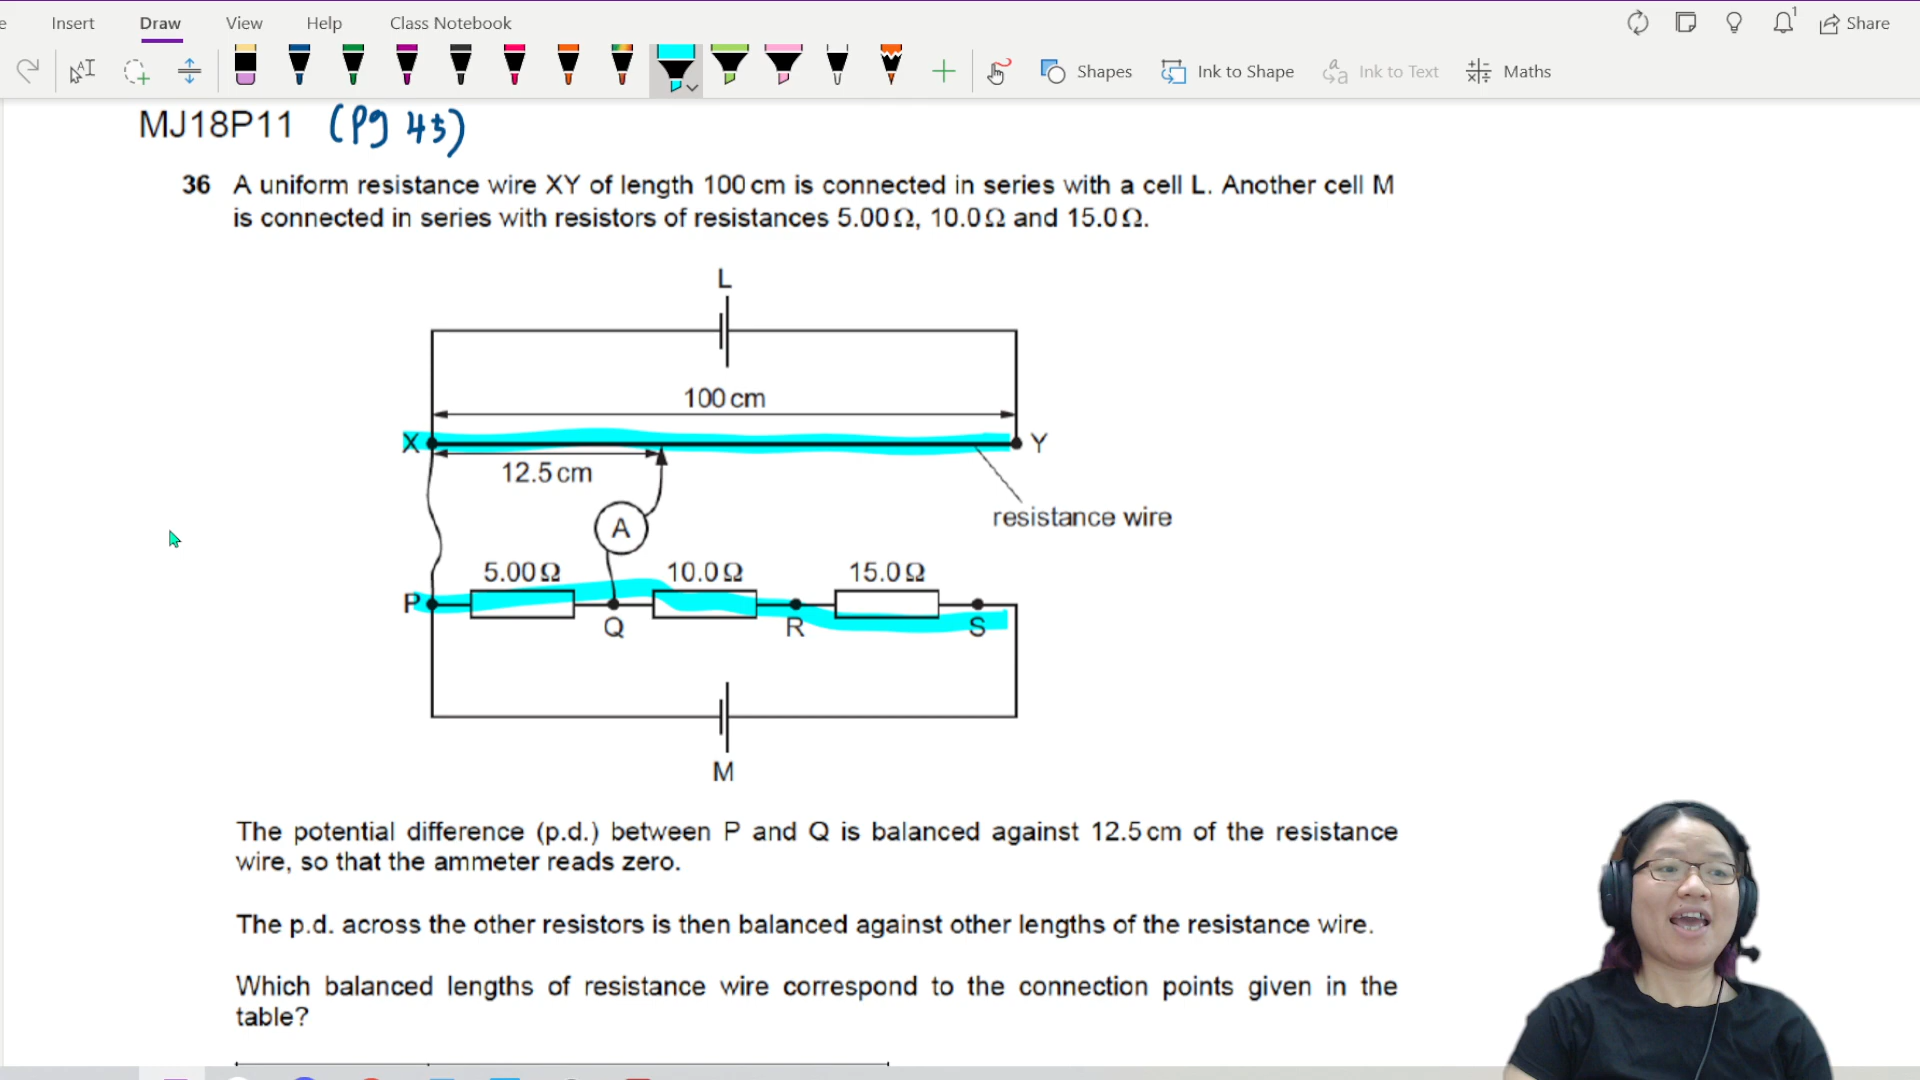 Insert Draw View Help Class Notebook 1 Share
Shapes Ink to Shape Ink to Text Maths
MJ18P11 (Pg 43)
36 A uniform resistance wire XY of length 100 cm is connected in series with a cell L. Another cell M
is connected in series with resistors of resistances 5.00 Ω, 10.0 Ω and 15.0 Ω.
L
100 cm
X Y
12.5 cm
resistance wire
A
5.00 Ω 10.0 Ω 15.0 Ω
P
Q R S
M
The potential difference (p.d.) between P and Q is balanced against 12.5 cm of the resistance
wire, so that the ammeter reads zero.
The p.d. across the other resistors is then balanced against other lengths of the resistance wire.
Which balanced lengths of resistance wire correspond to the connection points given in the
table?